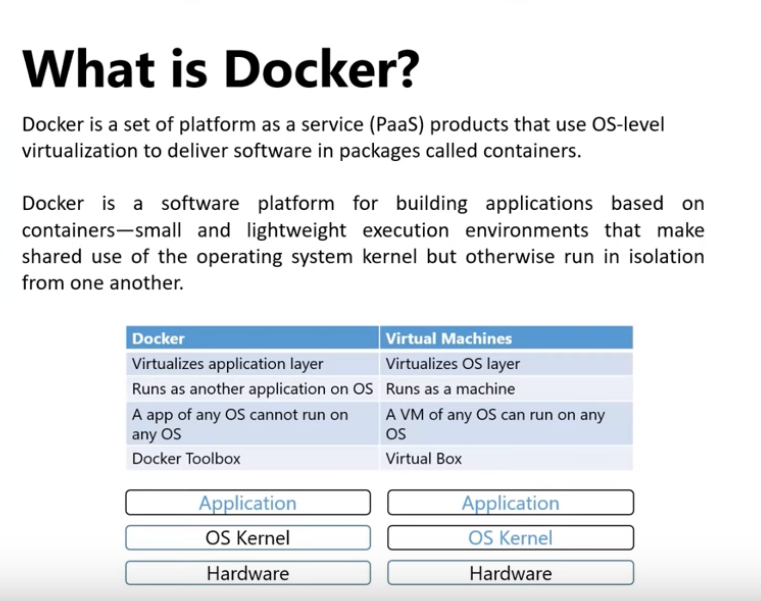 What is Docker?
Docker is a set of platform as a service (PaaS) products that use OS-level
virtualization to deliver software in packages called containers.
Docker is a software platform for building applications based on
containers—small and lightweight execution environments that make
shared use of the operating system kernel but otherwise run in isolation
from one another.
Docker Virtual Machines
Virtualizes application layer Virtualizes OS layer
Runs as another application on OS Runs as a machine
A app of any OS cannot run on A VM of any OS can run on any
any OS OS
Docker Toolbox Virtual Box
Application Application
OS Kernel OS Kernel
Hardware Hardware